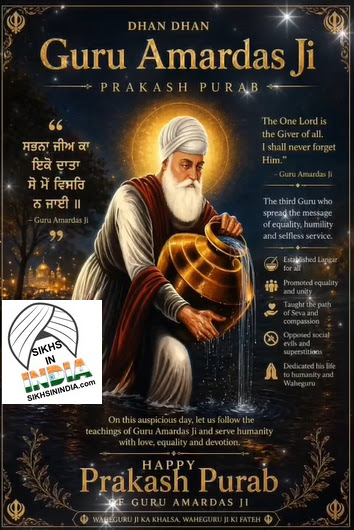 DHAN DHAN
Guru Amardas Ji
PRAKASH PURAB
“
ਸਭਨਾ ਜੀਅ ਕਾ
ਇਕੋ ਦਾਤਾ
ਸੋ ਮੈਂ ਵਿਸਰਿ
ਨ ਜਾਈ ॥
– Guru Amardas Ji
”
The One Lord is
the Giver of all.
I shall never forget
Him.”
– Guru Amardas Ji
The third Guru who
spread the message
of equality, humility
and selfless service.
Established Langar
for all
Promoted equality
and unity
Taught the path
of Seva and
compassion
Opposed social
evils and
superstitions
Dedicated his life
to humanity and
Waheguru
SIKHS
IN
INDIA
.com
SIKHSININDIA.com
On this auspicious day, let us follow the
teachings of Guru Amardas Ji and serve humanity
with love, equality and devotion.
HAPPY
Prakash Purab
OF GURU AMARDAS JI
WAHEGURU JI KA KHALSA, WAHEGURU JI KI FATEH